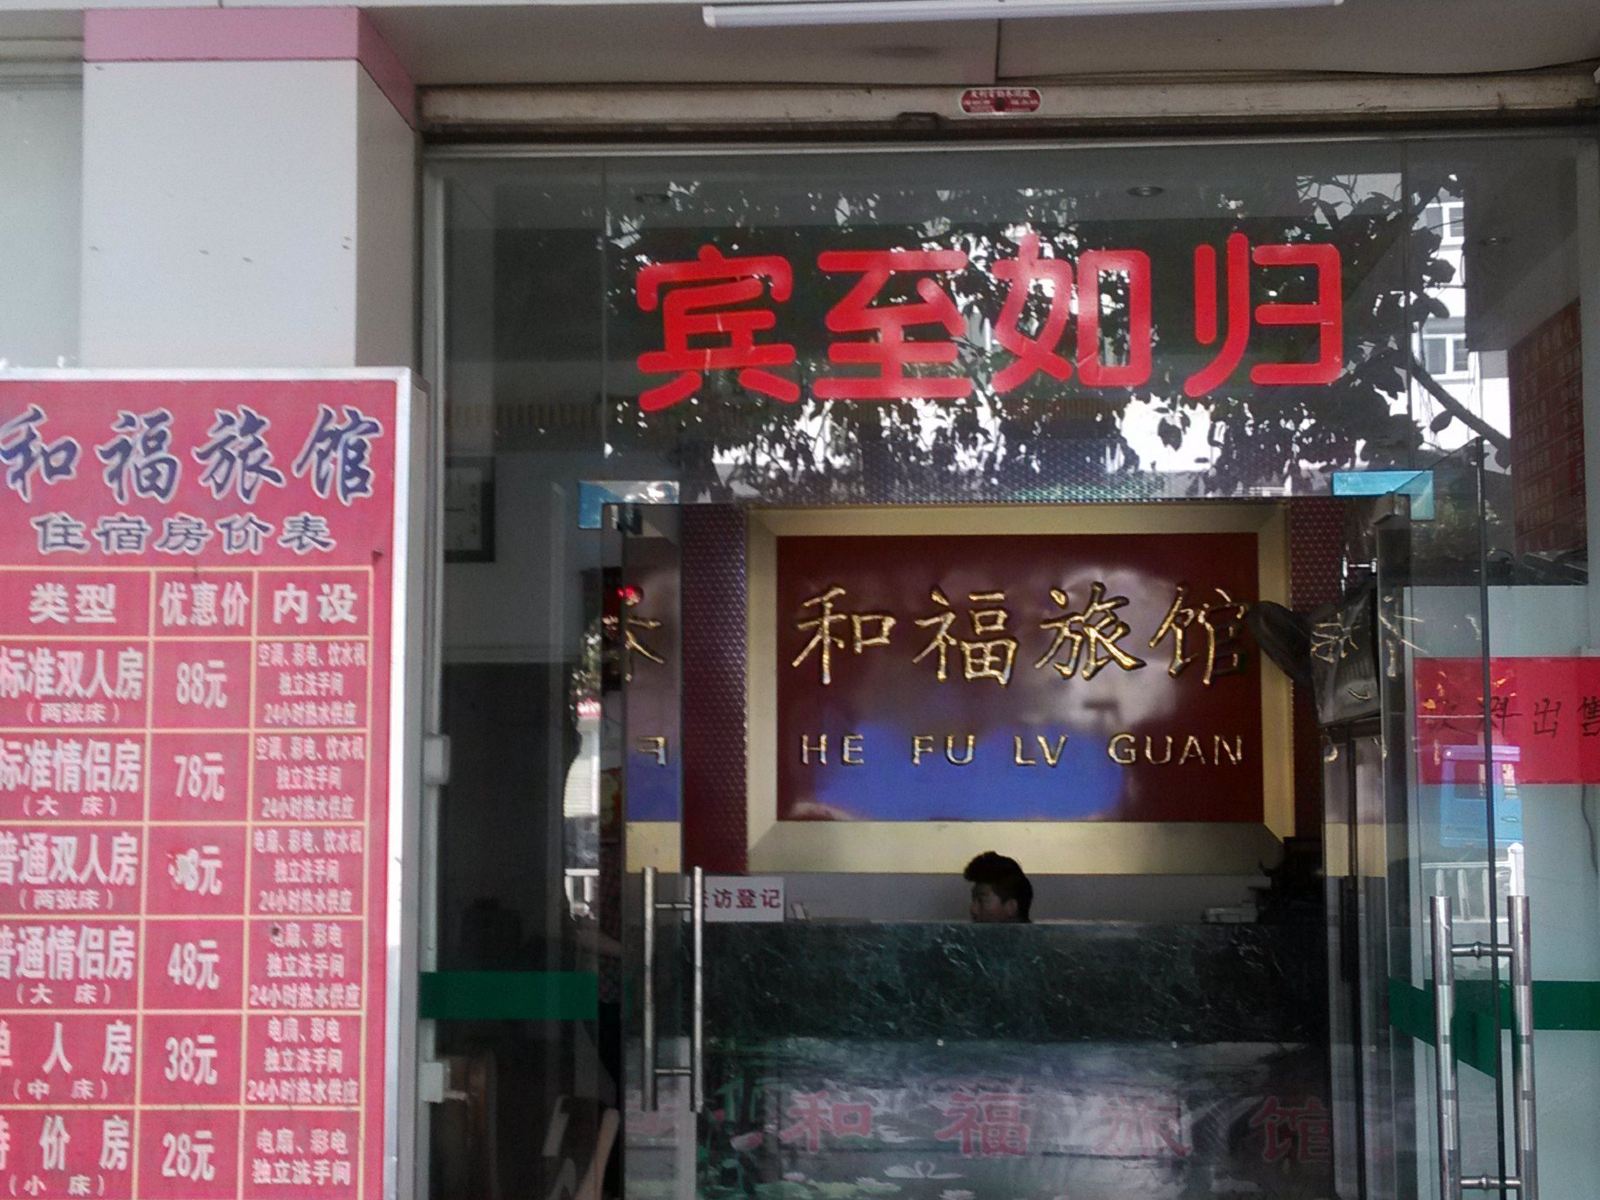 宾至如归
和福旅馆
住宿房价表
类型 优惠价 内设
标准双人房 88元 空调、彩电、饮水机
(两张床) 独立洗手间
24小时热水供应
标准情侣房 78元 空调、彩电、饮水机
(大床) 独立洗手间
24小时热水供应
普通双人房 8元 电扇、彩电、饮水机
(两张床) 独立洗手间
24小时热水供应
普通情侣房 48元 电扇、彩电
(大床) 独立洗手间
24小时热水供应
单人房 38元 电扇、彩电
(中床) 独立洗手间
24小时热水供应
特价房 28元 电扇、彩电
(小床) 独立洗手间
和福旅馆
HE FU LV GUAN
访登记
料出售
和福旅馆